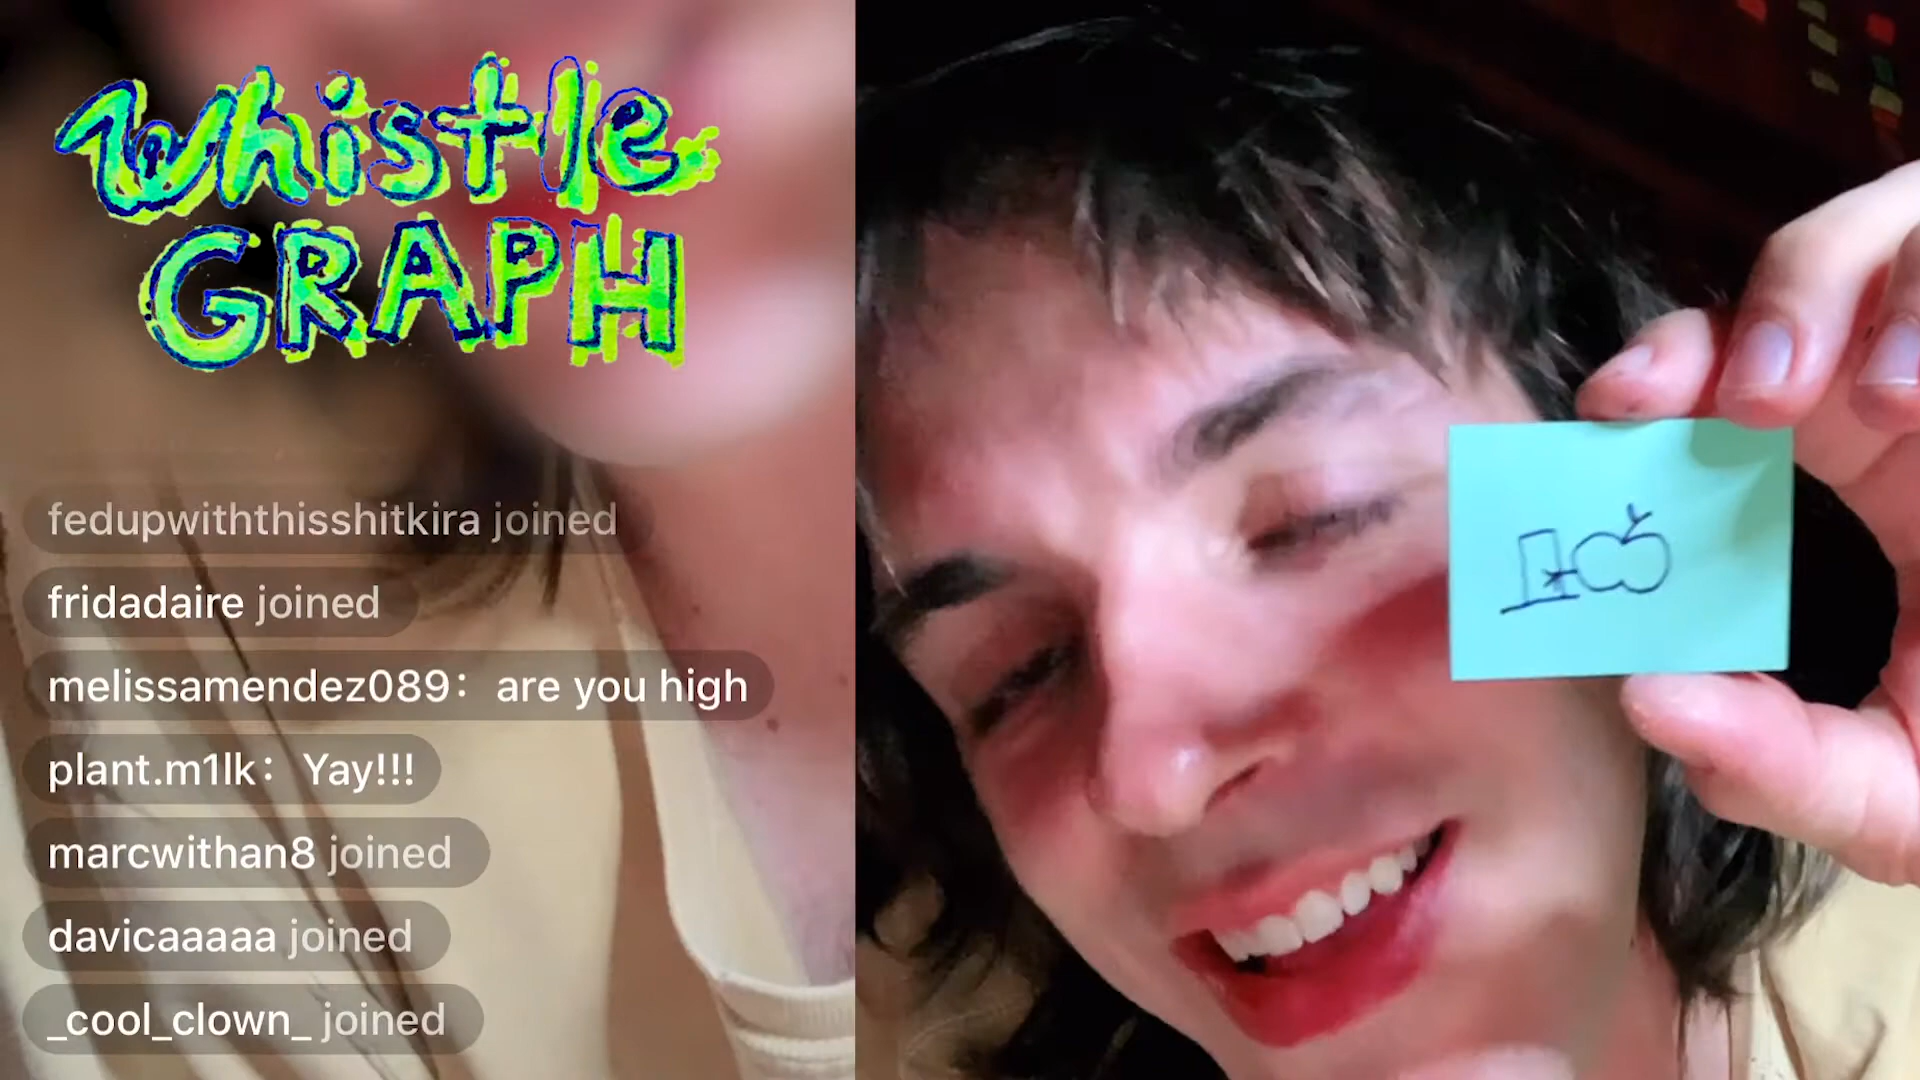 Whistle
GRAPH
fedupwiththisshitkira joined
fridadaire joined
melissamendez089: are you high
plant.m1lk: Yay!!!
marcwithan8 joined
davicaaaaa joined
_cool_clown_ joined